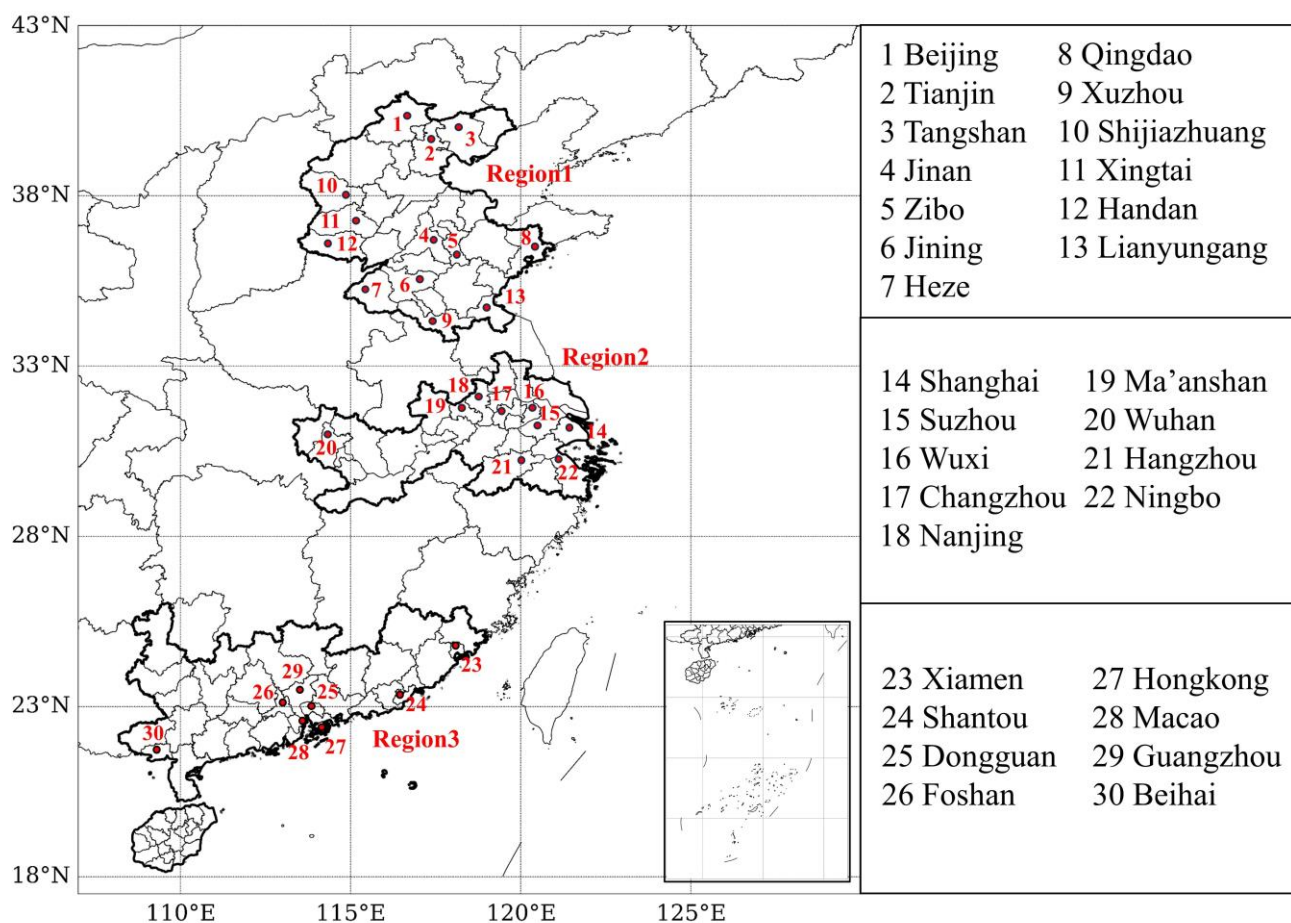 43°N
38°N
33°N
28°N
23°N
18°N
110°E 115°E 120°E 125°E
1
2
3
Region1
10
11
12
4
5
8
6
7
13
9
Region2
18
17
16
19
15
14
20
21
22
23
29
26
25
24
30
28
27
Region3
1 Beijing 8 Qingdao
2 Tianjin 9 Xuzhou
3 Tangshan 10 Shijiazhuang
4 Jinan 11 Xingtai
5 Zibo 12 Handan
6 Jining 13 Lianyungang
7 Heze
14 Shanghai 19 Ma’anshan
15 Suzhou 20 Wuhan
16 Wuxi 21 Hangzhou
17 Changzhou 22 Ningbo
18 Nanjing
23 Xiamen 27 Hongkong
24 Shantou 28 Macao
25 Dongguan 29 Guangzhou
26 Foshan 30 Beihai